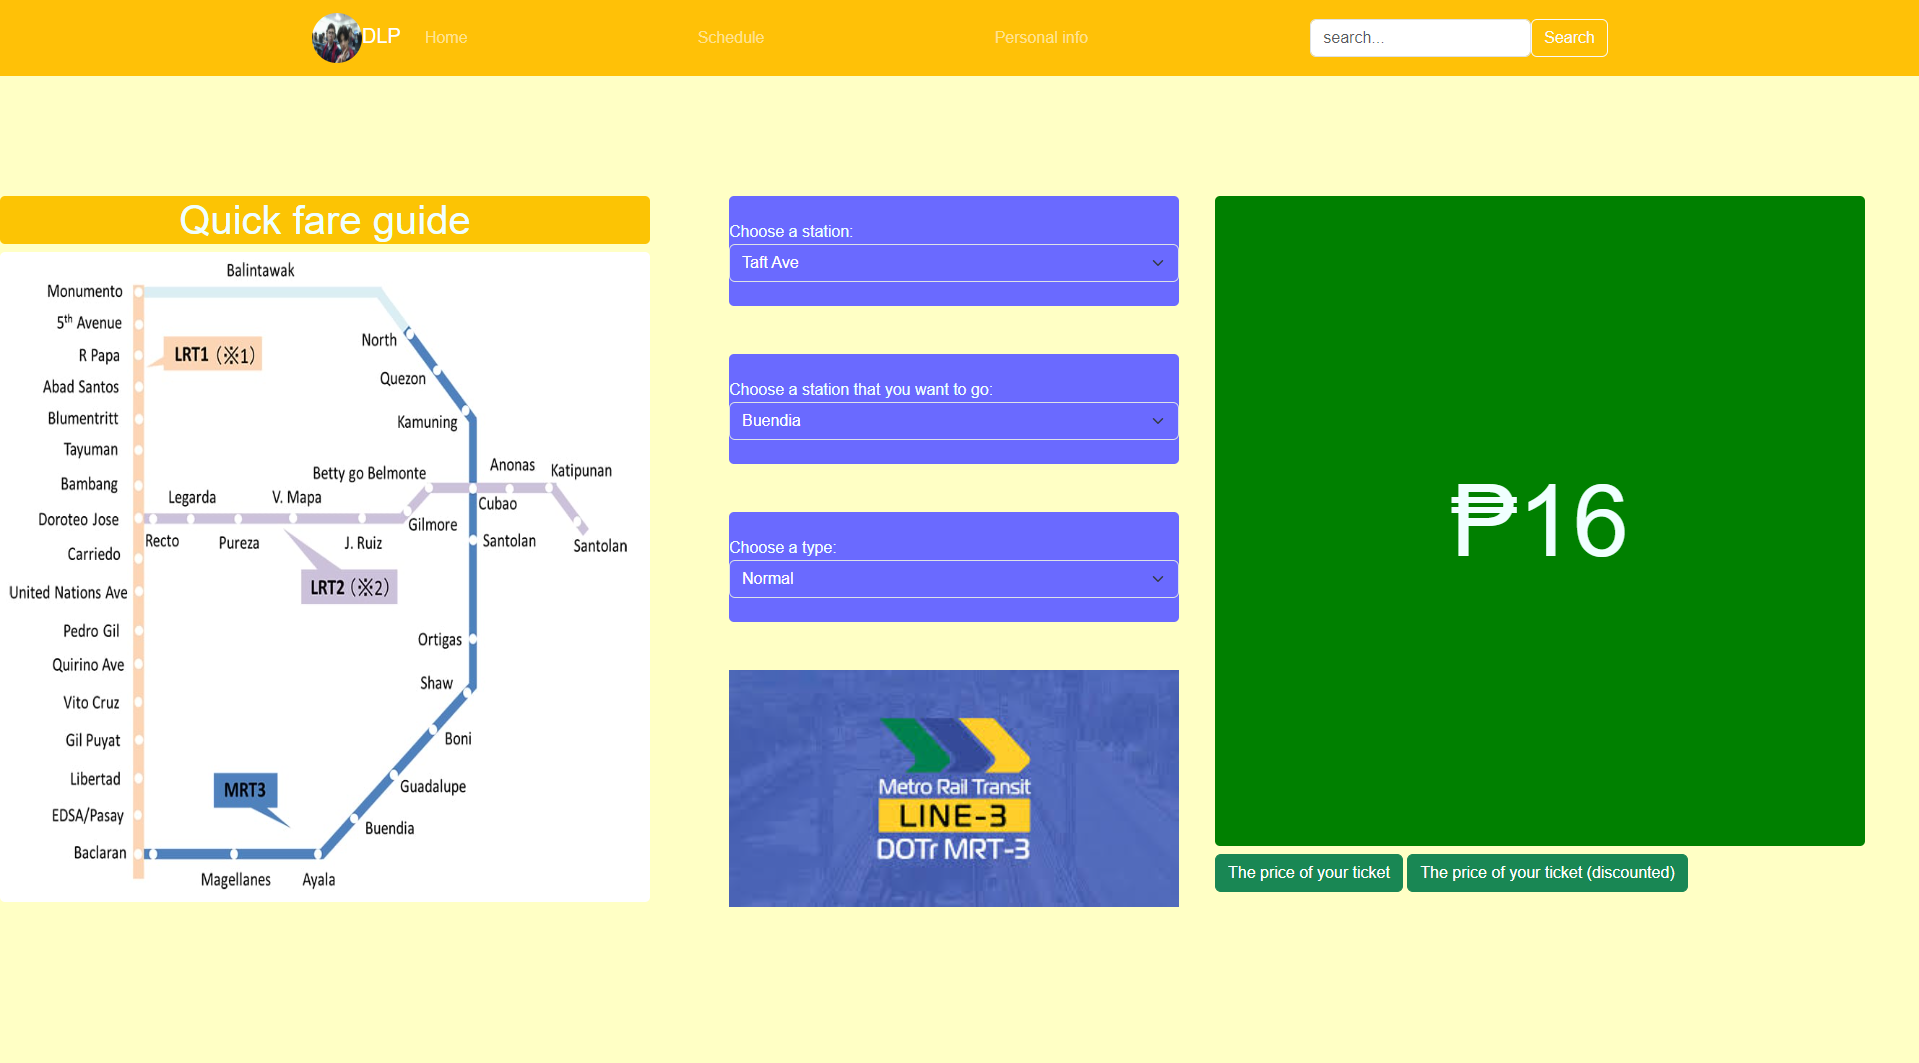 DLP
Home
Schedule
Personal info
search...
Search
Quick fare guide
Balintawak
Monumento
5th Avenue
R Papa
LRT1 (※1)
Abad Santos
Blumentritt
Tayuman
Bambang
Doroteo Jose
Carriedo
United Nations Ave
Pedro Gil
Quirino Ave
Vito Cruz
Gil Puyat
Libertad
EDSA/Pasay
Baclaran
North
Quezon
Kamuning
Betty go Belmonte
Anonas
Katipunan
Legarda
V. Mapa
Cubao
Gilmore
Recto
Pureza
J. Ruiz
Santolan
Santolan
LRT2 (※2)
Ortigas
Shaw
Boni
Guadalupe
MRT3
Buendia
Magellanes
Ayala
Choose a station:
Taft Ave
Choose a station that you want to go:
Buendia
Choose a type:
Normal
Metro Rail Transit
LINE-3
DOTr MRT-3
₱16
The price of your ticket
The price of your ticket (discounted)